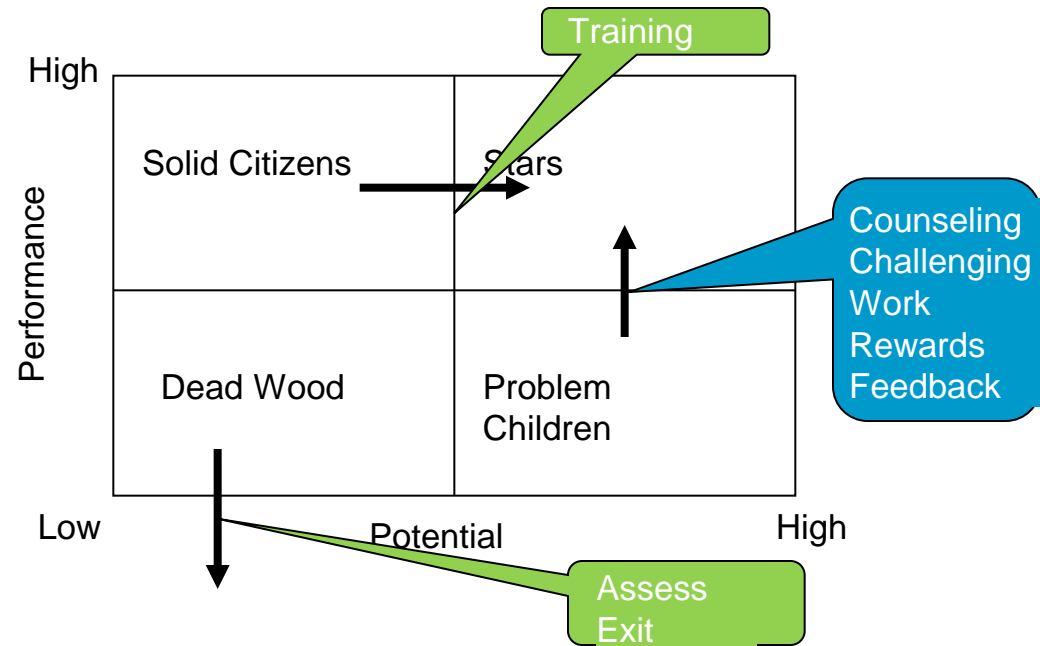 Training
High
Solid Citizens
Stars
Performance
Counseling
Challenging
Work
Rewards
Feedback
Dead Wood
Problem
Children
Low
Potential
High
Assess
Exit